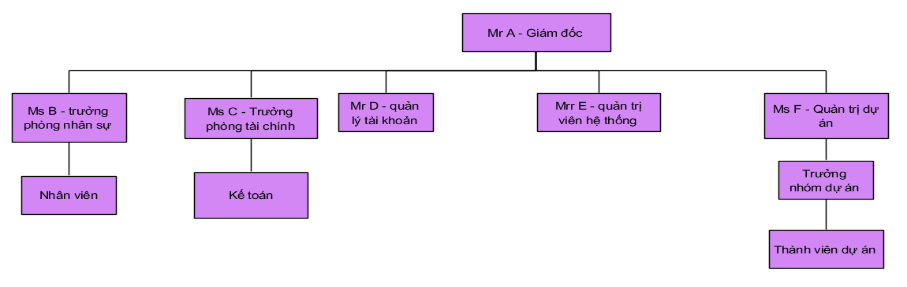 Mr A - Giám đốc
Ms B - trưởng
phòng nhân sự
Ms C - Trưởng
phòng tài chính
Mr D - quản
lý tài khoản
Mrr E - quản trị
viên hệ thống
Ms F - Quản trị dự
án
Nhân viên
Kế toán
Trưởng
nhóm dự án
Thành viên dự án